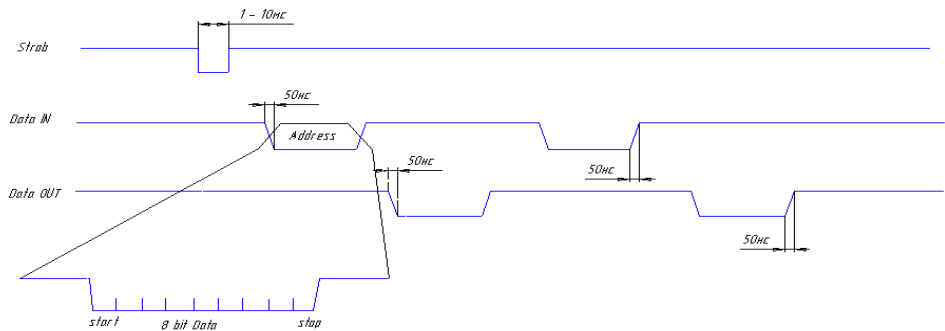 1 - 10мс
Strob
50нс
Data IN
Address
50нс
50нс
Data OUT
50нс
start 8 bit Data stop